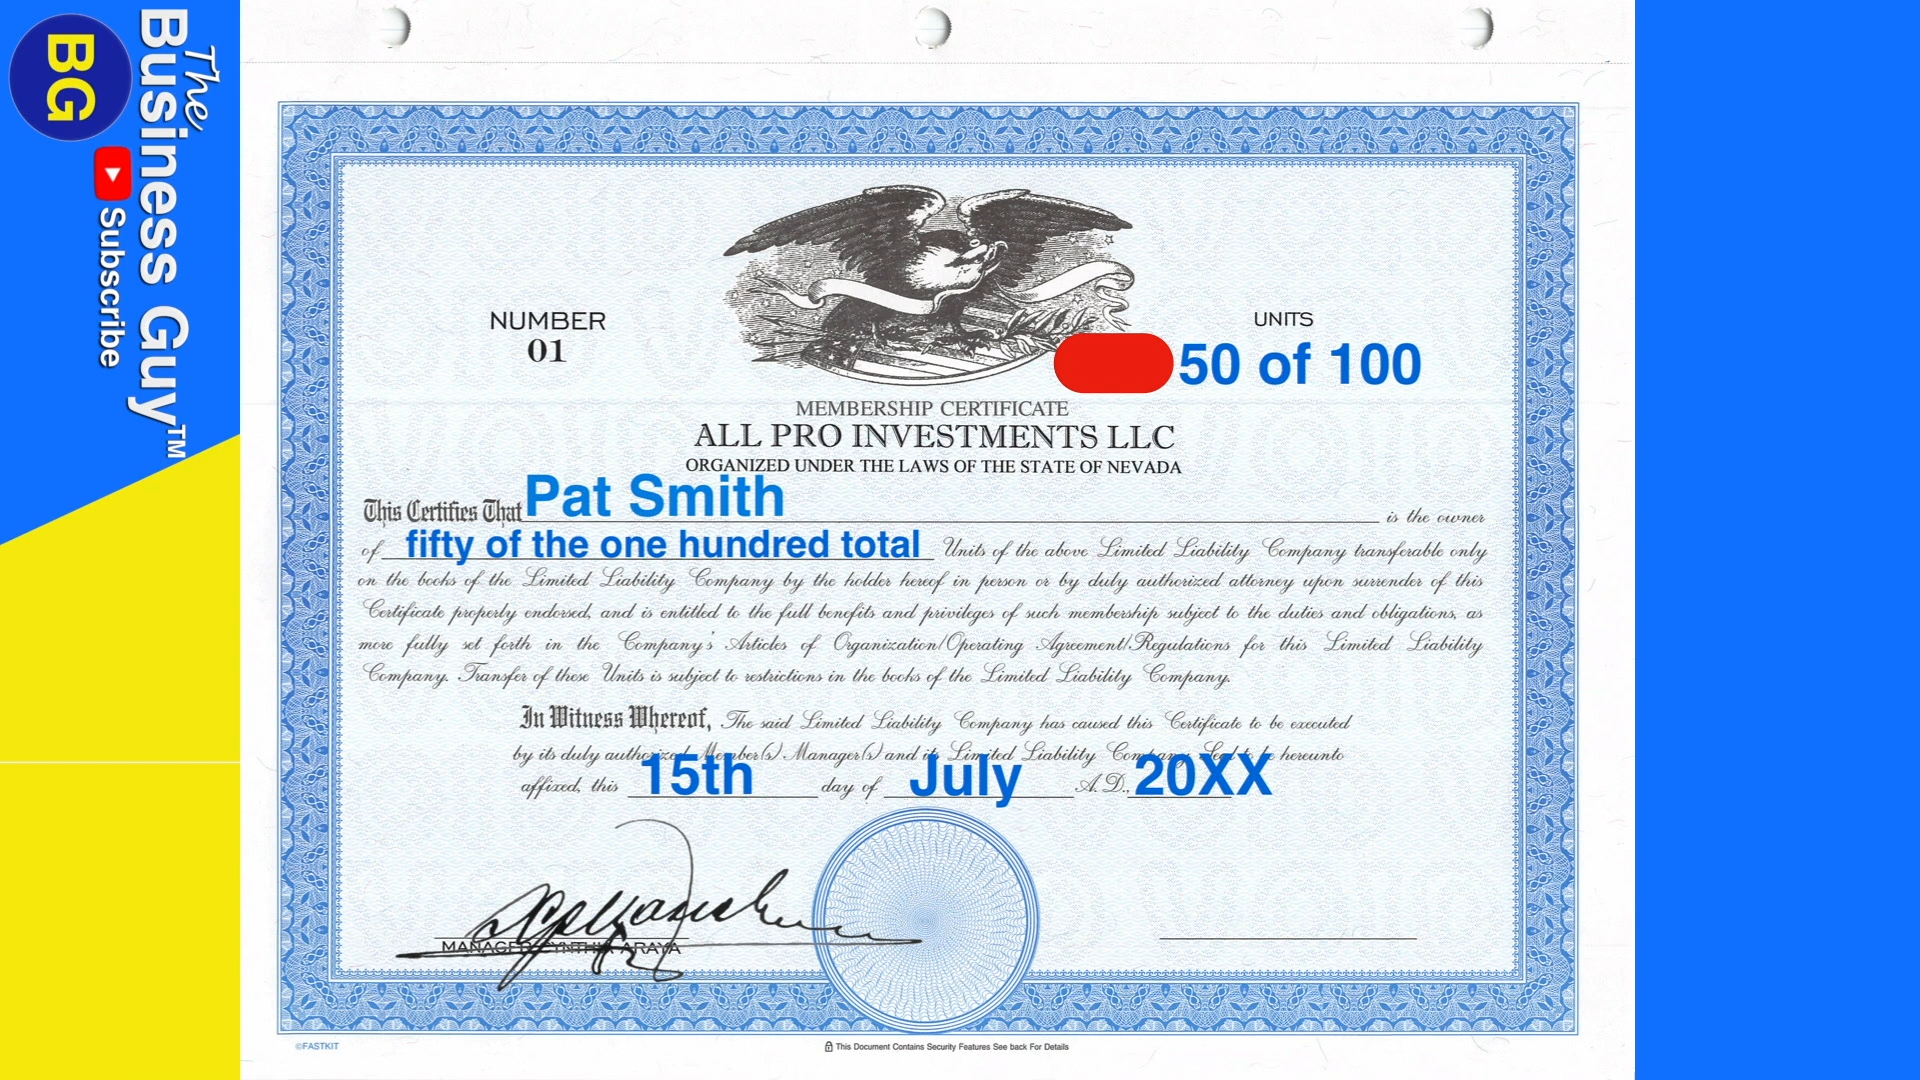 BG
The
Business Guy™
Subscribe
NUMBER
01
UNITS
50 of 100
MEMBERSHIP CERTIFICATE
ALL PRO INVESTMENTS LLC
ORGANIZED UNDER THE LAWS OF THE STATE OF NEVADA
This Certifies That Pat Smith is the owner
of fifty of the one hundred total Units of the above Limited Liability Company transferable only
on the books of the Limited Liability Company by the holder hereof in person or by duly authorized attorney upon surrender of this
Certificate properly endorsed, and is entitled to the full benefits and privileges of such membership subject to the duties and obligations, as
more fully set forth in the Company's Articles of Organization/Operating Agreement/Regulations for this Limited Liability
Company. Transfer of these Units is subject to restrictions in the books of the Limited Liability Company.
In Witness Whereof, The said Limited Liability Company has caused this Certificate to be executed
by its duly authorized Member(s) Manager(s) and its Limited Liability Company Seal to be hereunto
affixed, this 15th day of July A.D., 20XX
MANAGER CYNTHIA ARAYA
©FASTKIT
This Document Contains Security Features See back For Details